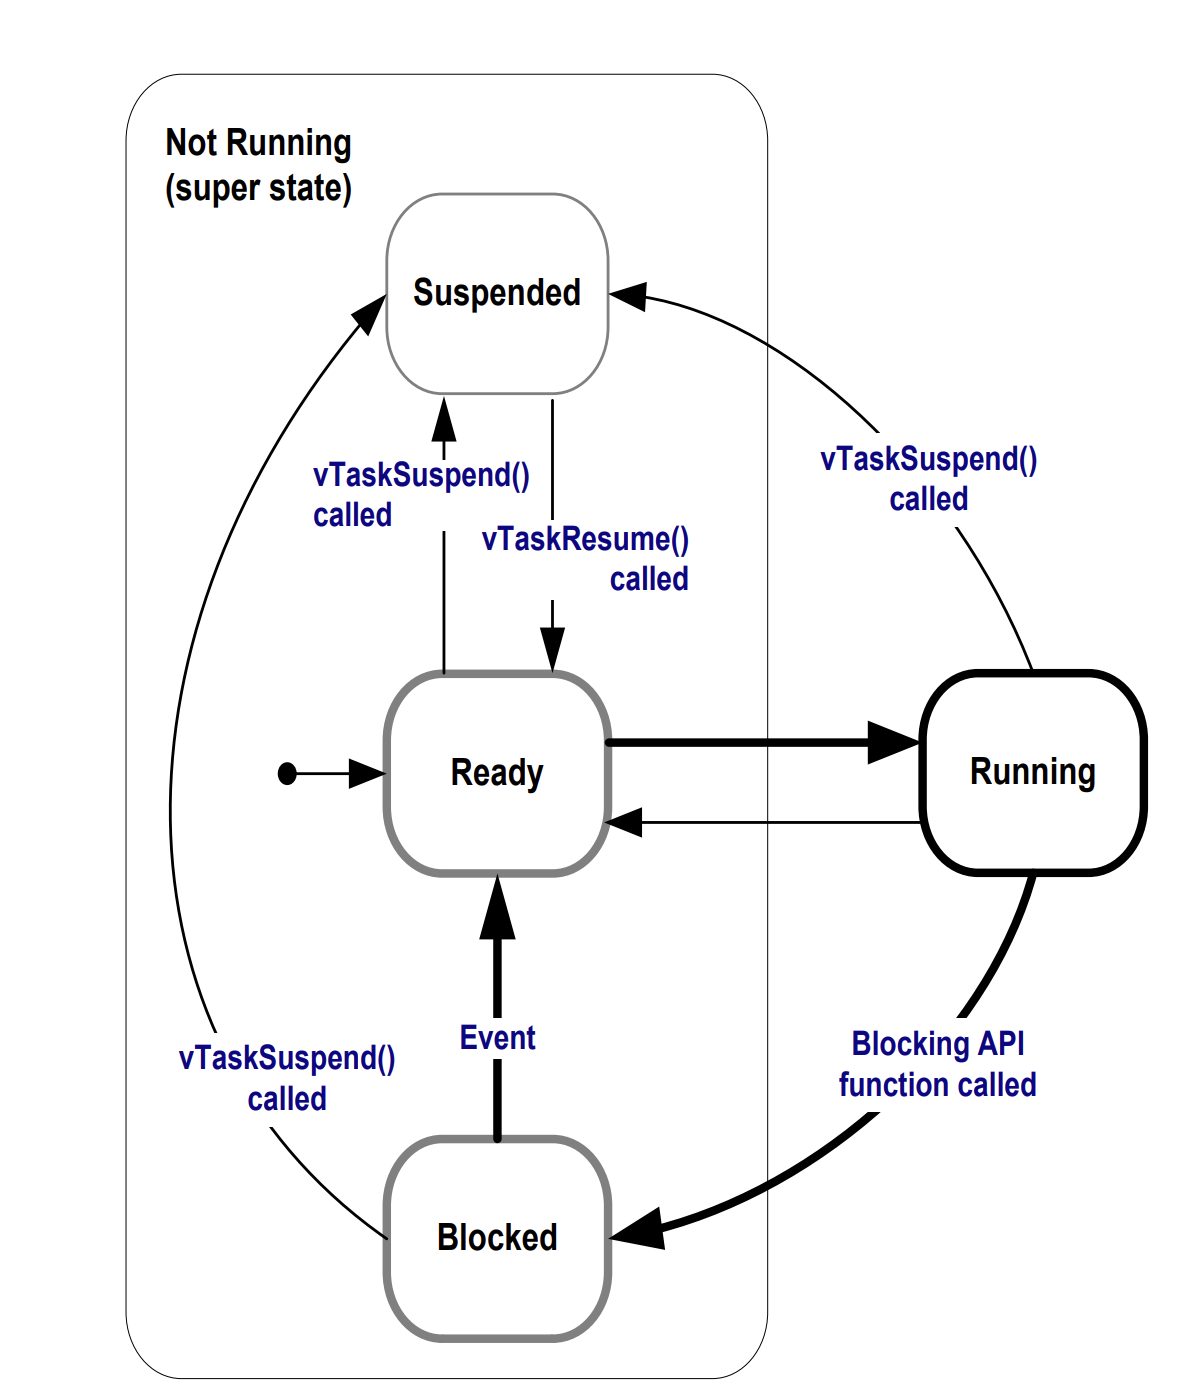 Not Running
(super state)
Suspended
vTaskSuspend()
called
vTaskSuspend()
called
vTaskResume()
called
Ready
Running
Event
Blocking API
function called
vTaskSuspend()
called
Blocked